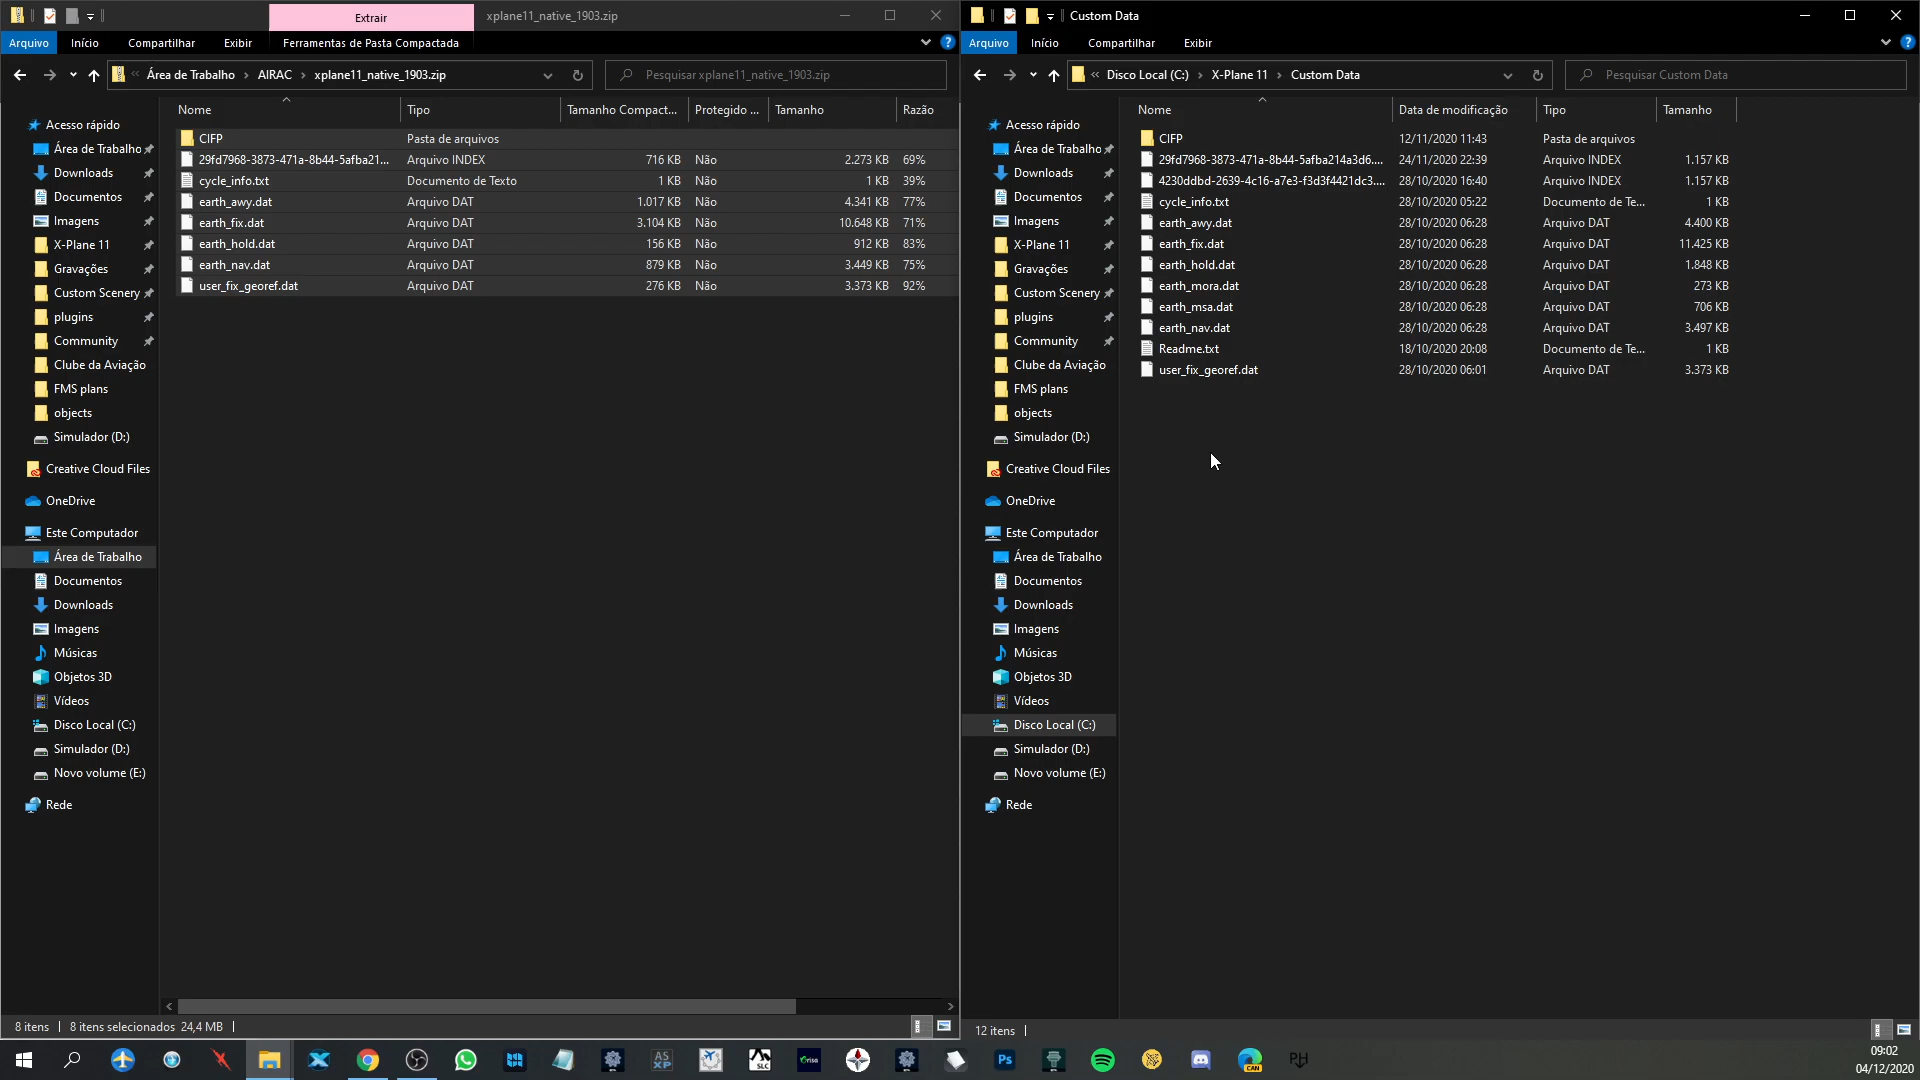 Extrair
xplane11_native_1903.zip
Arquivo
Início
Compartilhar
Exibir
Ferramentas de Pasta Compactada
Área de Trabalho › AIRAC › xplane11_native_1903.zip
Pesquisar xplane11_native_1903.zip
Nome Tipo Tamanho Compact... Protegido ... Tamanho Razão
CIFP Pasta de arquivos
29fd7968-3873-471a-8b44-5afba21... Arquivo INDEX 716 KB Não 2.273 KB 69%
cycle_info.txt Documento de Texto 1 KB Não 1 KB 39%
earth_awy.dat Arquivo DAT 1.017 KB Não 4.341 KB 77%
earth_fix.dat Arquivo DAT 3.104 KB Não 10.648 KB 71%
earth_hold.dat Arquivo DAT 156 KB Não 912 KB 83%
earth_nav.dat Arquivo DAT 879 KB Não 3.449 KB 75%
user_fix_georef.dat Arquivo DAT 276 KB Não 3.373 KB 92%
Acesso rápido
Área de Trabalho
Downloads
Documentos
Imagens
X-Plane 11
Gravações
Custom Scenery
plugins
Community
Clube da Aviação
FMS plans
objects
Simulador (D:)
Creative Cloud Files
OneDrive
Este Computador
Área de Trabalho
Documentos
Downloads
Imagens
Músicas
Objetos 3D
Vídeos
Disco Local (C:)
Simulador (D:)
Novo volume (E:)
Rede
8 itens
8 itens selecionados 24,4 MB
Custom Data
Arquivo
Início
Compartilhar
Exibir
Disco Local (C:) › X-Plane 11 › Custom Data
Pesquisar Custom Data
Nome Data de modificação Tipo Tamanho
CIFP 12/11/2020 11:43 Pasta de arquivos
29fd7968-3873-471a-8b44-5afba214a3d6.... 24/11/2020 22:39 Arquivo INDEX 1.157 KB
4230ddbd-2639-4c16-a7e3-f3d3f4421dc3.... 28/10/2020 16:40 Arquivo INDEX 1.157 KB
cycle_info.txt 28/10/2020 05:22 Documento de Te... 1 KB
earth_awy.dat 28/10/2020 06:28 Arquivo DAT 4.400 KB
earth_fix.dat 28/10/2020 06:28 Arquivo DAT 11.425 KB
earth_hold.dat 28/10/2020 06:28 Arquivo DAT 1.848 KB
earth_mora.dat 28/10/2020 06:28 Arquivo DAT 273 KB
earth_msa.dat 28/10/2020 06:28 Arquivo DAT 706 KB
earth_nav.dat 28/10/2020 06:28 Arquivo DAT 3.497 KB
Readme.txt 18/10/2020 20:08 Documento de Te... 1 KB
user_fix_georef.dat 28/10/2020 06:01 Arquivo DAT 3.373 KB
Acesso rápido
Área de Trabalho
Downloads
Documentos
Imagens
X-Plane 11
Gravações
Custom Scenery
plugins
Community
Clube da Aviação
FMS plans
objects
Simulador (D:)
Creative Cloud Files
OneDrive
Este Computador
Área de Trabalho
Documentos
Downloads
Imagens
Músicas
Objetos 3D
Vídeos
Disco Local (C:)
Simulador (D:)
Novo volume (E:)
Rede
12 itens
AS
XP
SLC
Ps
CAN
09:02
04/12/2020